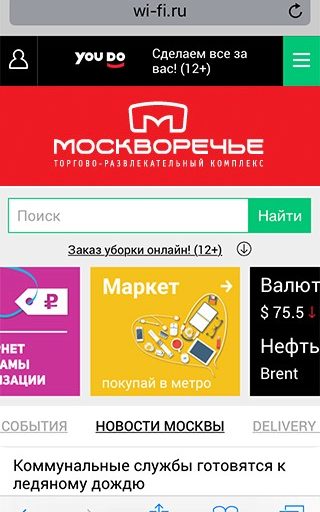 wi-fi.ru
YOU DO
Сделаем все за
вас! (12+)
МОСКВОРЕЧЬЕ
ТОРГОВО-РАЗВЛЕКАТЕЛЬНЫЙ КОМПЛЕКС
Поиск
Найти
Заказ уборки онлайн! (12+)
₽
РНЕТ
АМЫ
ИЗАЦИИ
Маркет
покупай в метро
Валют
$ 75.5↓
Нефть
Brent
СОБЫТИЯ
НОВОСТИ МОСКВЫ
DELIVERY
Коммунальные службы готовятся к
ледяному дождю